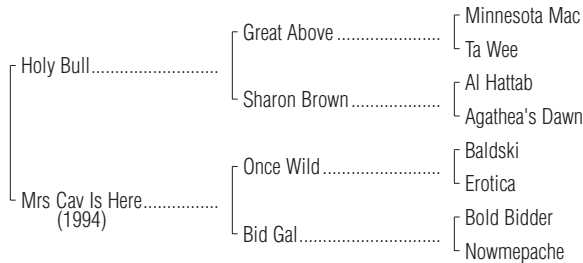 Minnesota Mac
Great Above ..................
Ta Wee
Holy Bull......................
Al Hattab
Sharon Brown ................
Agathea's Dawn
Baldski
Once Wild.....................
Erotica
Mrs Cav Is Here.............
(1994)
Bold Bidder
Bid Gal.........................
Nowmepache